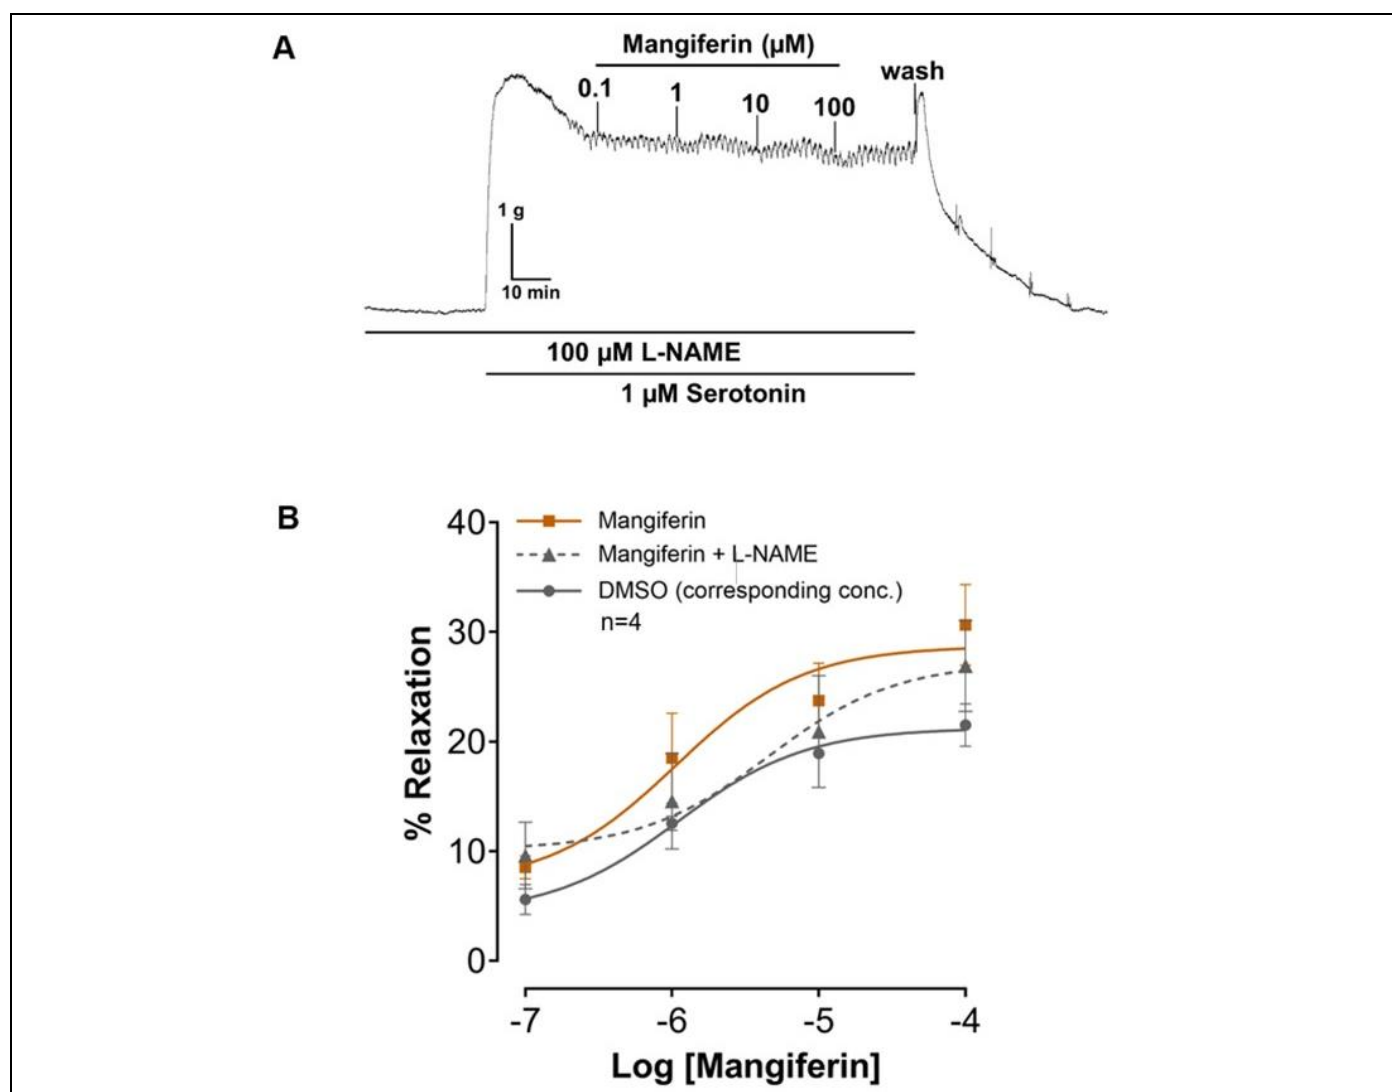 A
Mangiferin (µM)
0.1
1
10
100
wash
1 g
10 min
100 µM L-NAME
1 µM Serotonin
B
Mangiferin
Mangiferin + L-NAME
DMSO (corresponding conc.)
n=4
40
30
20
10
0
% Relaxation
-7
-6
-5
-4
Log [Mangiferin]